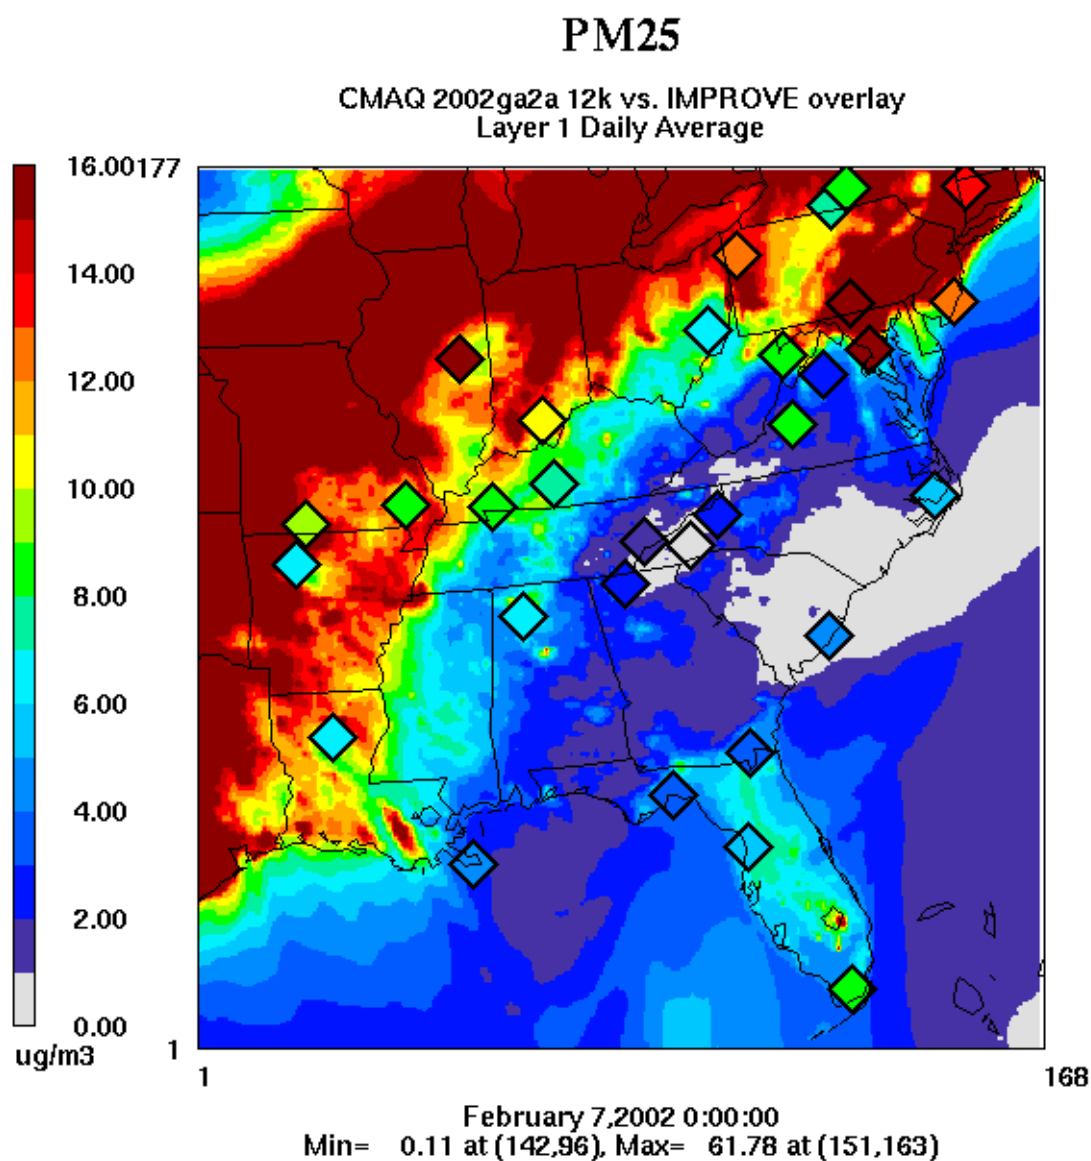 PM25
CMAQ 2002ga2a 12k vs. IMPROVE overlay
Layer 1 Daily Average
16.00
14.00
12.00
10.00
8.00
6.00
4.00
2.00
0.00
ug/m3
177
1
1
168
February 7,2002 0:00:00
Min= 0.11 at (142,96), Max= 61.78 at (151,163)